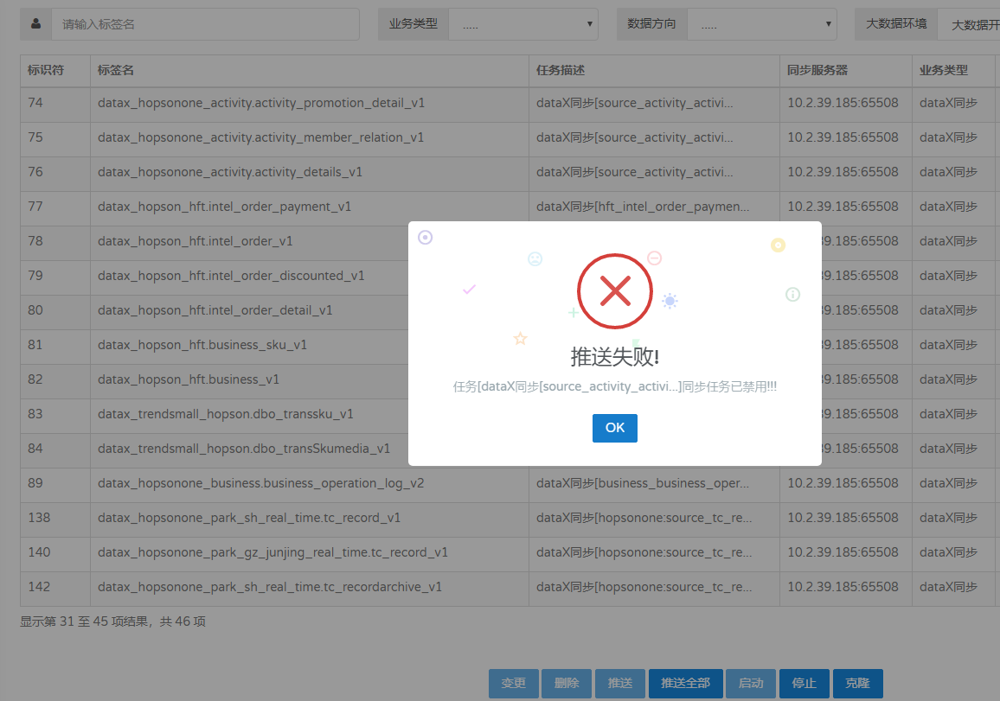 请输入标签名 业务类型 ..... 数据方向 ..... 大数据环境 大数据开
标识符 标签名 任务描述 同步服务器 业务类型
74 datax_hopsonone_activity.activity_promotion_detail_v1 dataX同步[source_activity_activi... 10.2.39.185:65508 dataX同步
75 datax_hopsonone_activity.activity_member_relation_v1 dataX同步[source_activity_activi... 10.2.39.185:65508 dataX同步
76 datax_hopsonone_activity.activity_details_v1 dataX同步[source_activity_activi... 10.2.39.185:65508 dataX同步
77 datax_hopson_hft.intel_order_payment_v1 dataX同步[hft_intel_order_paymen... 10.2.39.185:65508 dataX同步
78 datax_hopson_hft.intel_order_v1 39.185:65508 dataX同步
79 datax_hopson_hft.intel_order_discounted_v1 39.185:65508 dataX同步
80 datax_hopson_hft.intel_order_detail_v1 39.185:65508 dataX同步
81 datax_hopson_hft.business_sku_v1 39.185:65508 dataX同步
82 datax_hopson_hft.business_v1 39.185:65508 dataX同步
83 datax_trendsmall_hopson.dbo_transsku_v1 39.185:65508 dataX同步
84 datax_trendsmall_hopson.dbo_transSkumedia_v1 39.185:65508 dataX同步
89 datax_hopsonone_business.business_operation_log_v2 dataX同步[business_business_oper... 10.2.39.185:65508 dataX同步
138 datax_hopsonone_park_sh_real_time.tc_record_v1 dataX同步[hopsonone:source_tc_re... 10.2.39.185:65508 dataX同步
140 datax_hopsonone_park_gz_junjing_real_time.tc_record_v1 dataX同步[hopsonone:source_tc_re... 10.2.39.185:65508 dataX同步
142 datax_hopsonone_park_sh_real_time.tc_recordarchive_v1 dataX同步[hopsonone:source_tc_re... 10.2.39.185:65508 dataX同步
推送失败!
任务[dataX同步[source_activity_activi...]同步任务已禁用!!!
OK
显示第 31 至 45 项结果，共 46 项
变更 删除 推送 推送全部 启动 停止 克隆